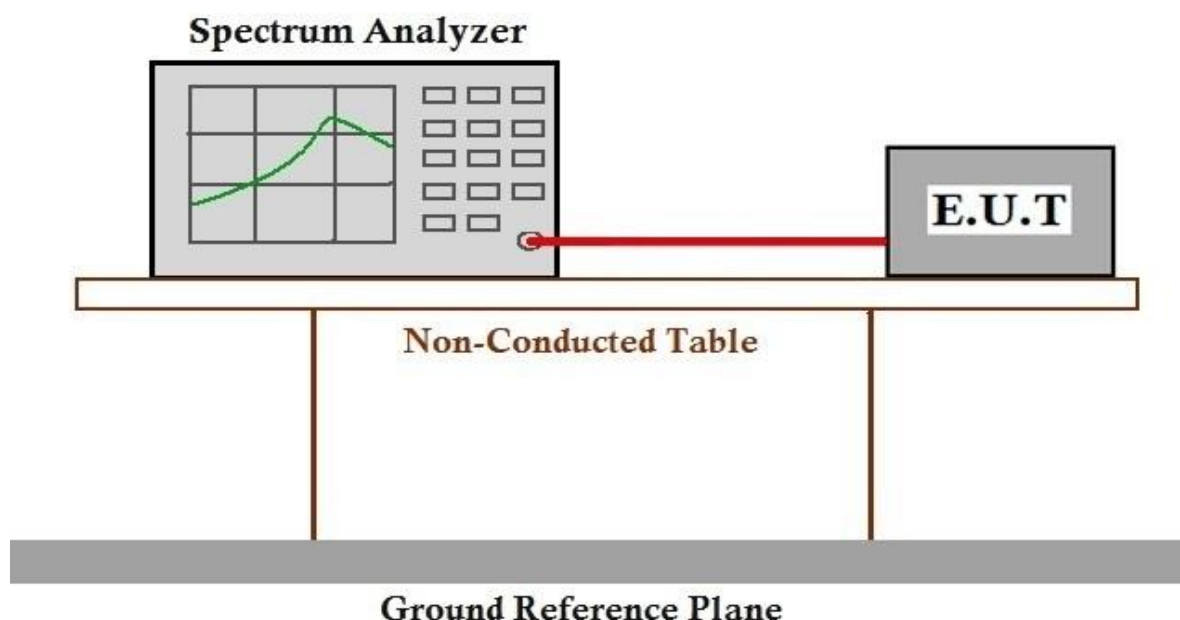 Spectrum Analyzer
E.U.T
Non-Conducted Table
Ground Reference Plane